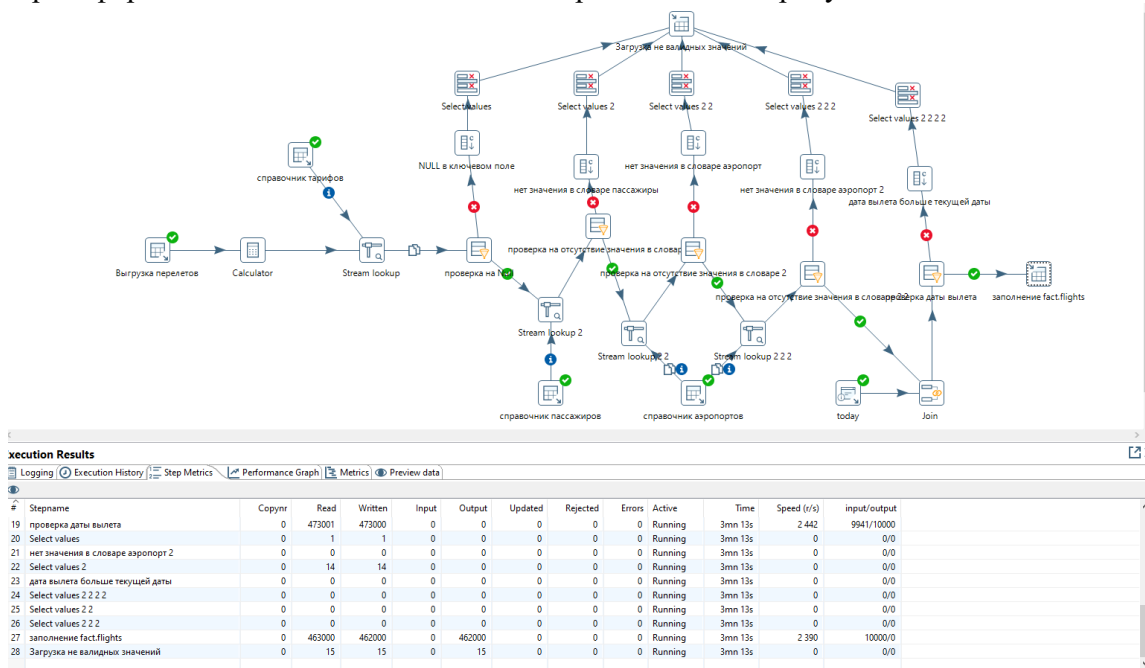 Загрузка не валидных значений
Select values
Select values 2
Select values 2 2
Select values 2 2 2
Select values 2 2 2 2
NULL в ключевом поле
нет значения в словаре аэропорт
справочник тарифов
нет значения в словаре пассажиры
нет значения в словаре аэропорт 2
дата вылета больше текущей даты
Выгрузка перелетов
Calculator
Stream lookup
проверка на Null
проверка на отсутствие значения в словаре
проверка на отсутствие значения в словаре 2
проверка на отсутствие значения в словаре 2 2
проверка даты вылета
заполнение fact.flights
Stream lookup 2
Stream lookup 2 2
Stream lookup 2 2 2
справочник пассажиров
справочник аэропортов
today
Join
Execution Results
Logging Execution History Step Metrics Performance Graph Metrics Preview data
# Stepname Copynr Read Written Input Output Updated Rejected Errors Active Time Speed (r/s) input/output
19 проверка даты вылета 0 473001 473000 0 0 0 0 0 Running 3mn 13s 2 442 9941/10000
20 Select values 0 1 1 0 0 0 0 0 Running 3mn 13s 0 0/0
21 нет значения в словаре аэропорт 2 0 0 0 0 0 0 0 0 Running 3mn 13s 0 0/0
22 Select values 2 0 14 14 0 0 0 0 0 Running 3mn 13s 0 0/0
23 дата вылета больше текущей даты 0 0 0 0 0 0 0 0 Running 3mn 13s 0 0/0
24 Select values 2 2 2 2 0 0 0 0 0 0 0 0 Running 3mn 13s 0 0/0
25 Select values 2 2 0 0 0 0 0 0 0 0 Running 3mn 13s 0 0/0
26 Select values 2 2 2 0 0 0 0 0 0 0 0 Running 3mn 13s 0 0/0
27 заполнение fact.flights 0 463000 462000 0 462000 0 0 0 Running 3mn 13s 2 390 10000/0
28 Загрузка не валидных значений 0 15 15 0 15 0 0 0 Running 3mn 13s 0 0/0